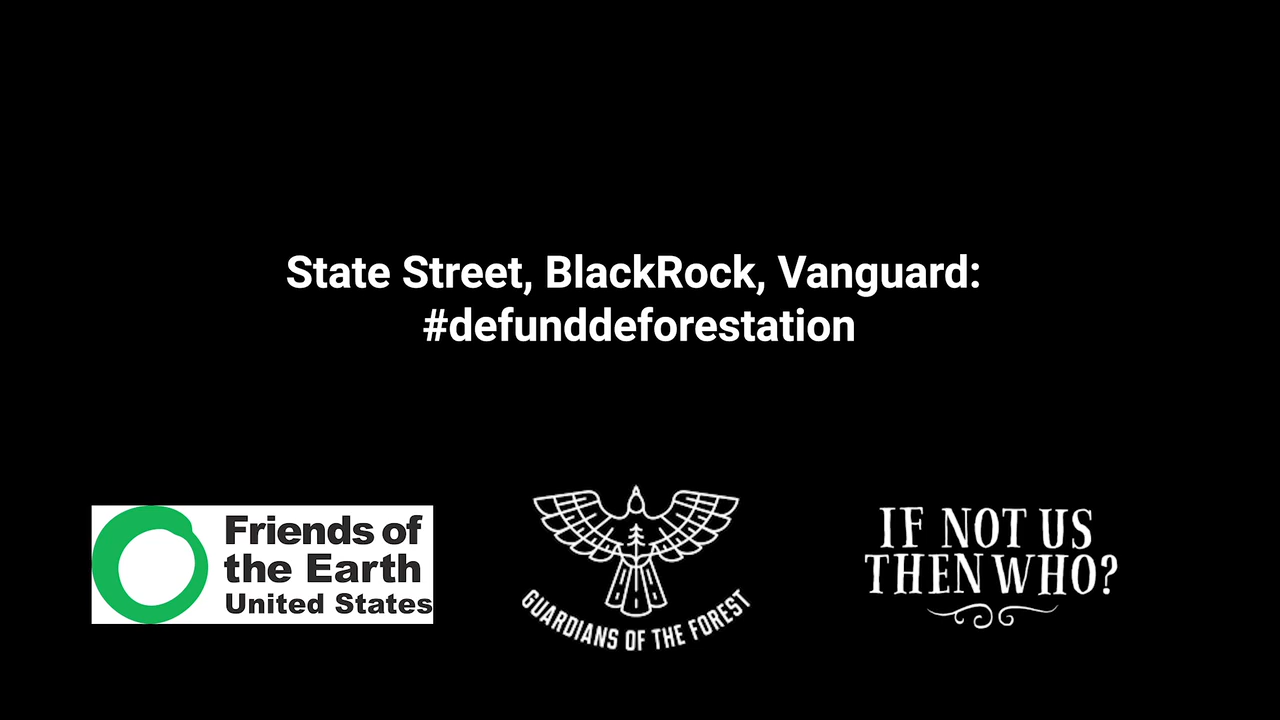 State Street, BlackRock, Vanguard:
#defunddeforestation
Friends of
the Earth
United States
GUARDIANS OF THE FOREST
IF NOT US
THEN WHO?